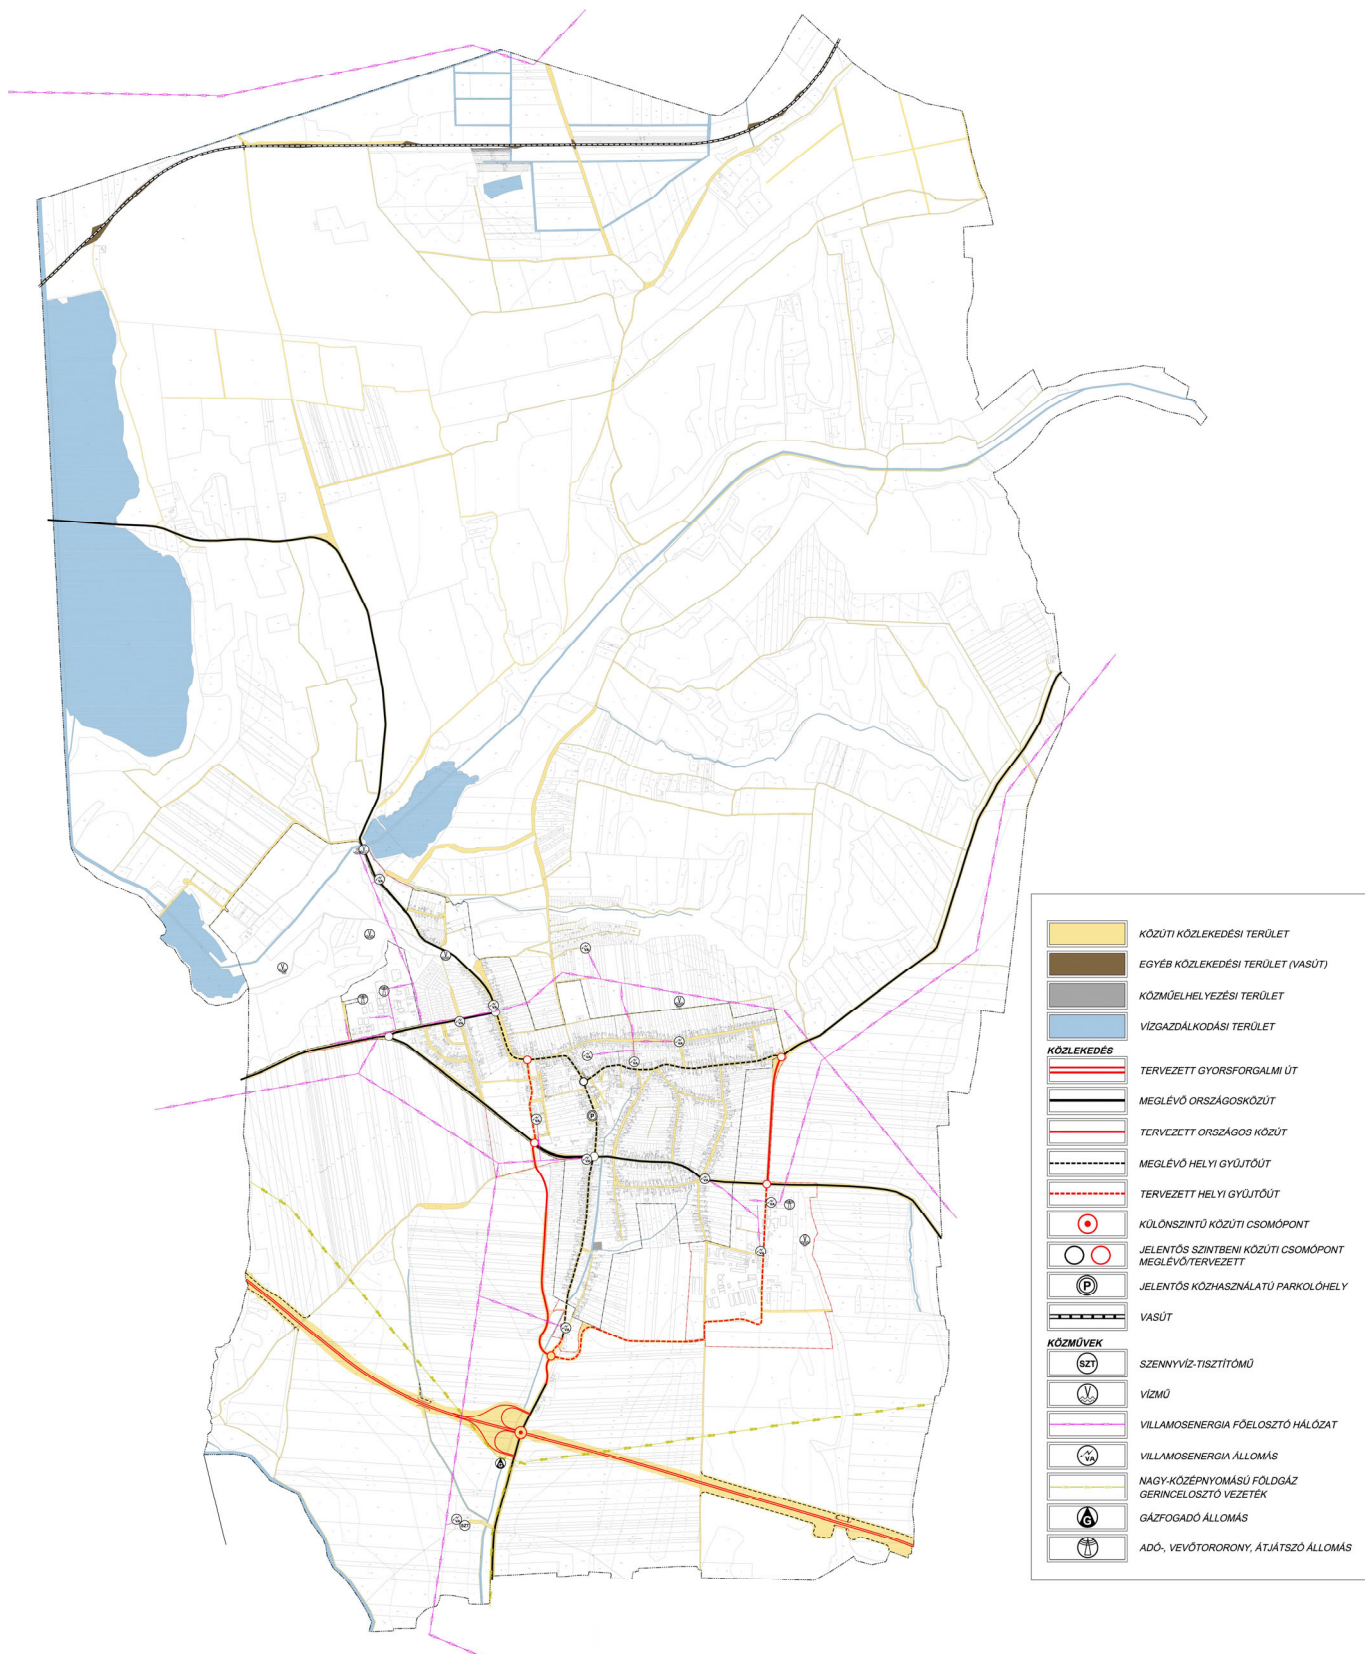 KÖZÚTI KÖZLEKEDÉSI TERÜLET
EGYÉB KÖZLEKEDÉSI TERÜLET (VASÚT)
KÖZMŰELHELYEZÉSI TERÜLET
VÍZGAZDÁLKODÁSI TERÜLET
KÖZLEKEDÉS
TERVEZETT GYORSFORGALMI ÚT
MEGLÉVŐ ORSZÁGOSKÖZÚT
TERVEZETT ORSZÁGOS KÖZÚT
MEGLÉVŐ HELYI GYŰJTŐÚT
TERVEZETT HELYI GYŰJTŐÚT
KÜLÖNSZINTŰ KÖZÚTI CSOMÓPONT
JELENTŐS SZINTBENI KÖZÚTI CSOMÓPONT
MEGLÉVŐ/TERVEZETT
P JELENTŐS KÖZHASZNÁLATÚ PARKOLÓHELY
VASÚT
KÖZMŰVEK
SZT SZENNYVÍZ-TISZTÍTÓMŰ
V VÍZMŰ
VILLAMOSENERGIA FŐELOSZTÓ HÁLÓZAT
VA VILLAMOSENERGIA ÁLLOMÁS
NAGY-KÖZÉPNYOMÁSÚ FÖLDGÁZ
GERINCELOSZTÓ VEZETÉK
G GÁZFOGADÓ ÁLLOMÁS
ADÓ-, VEVŐTORORONY, ÁTJÁTSZÓ ÁLLOMÁS